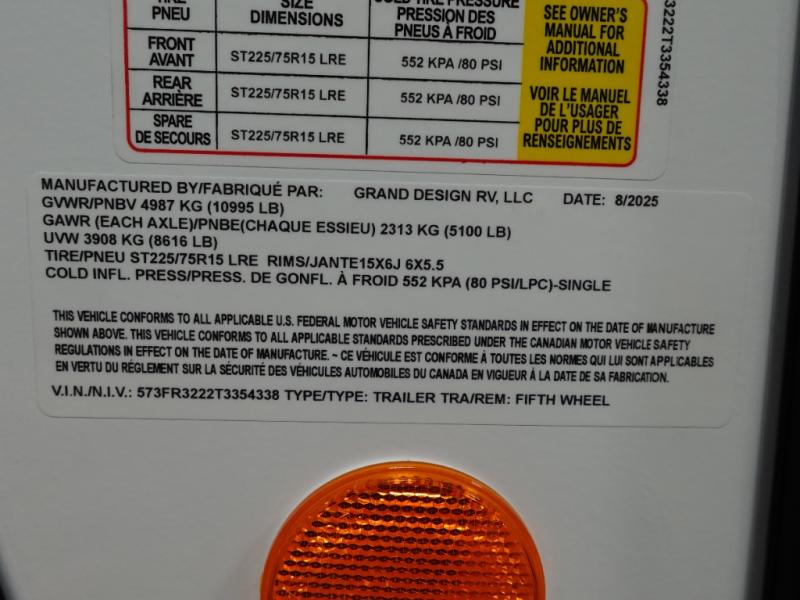 TIRE SIZE COLD TIRE PRESSURE
PNEU DIMENSIONS PRESSION DES
PNEUS À FROID
FRONT
AVANT ST225/75R15 LRE 552 KPA /80 PSI
REAR
ARRIÈRE ST225/75R15 LRE 552 KPA /80 PSI
SPARE
DE SECOURS ST225/75R15 LRE 552 KPA /80 PSI
SEE OWNER'S
MANUAL FOR
ADDITIONAL
INFORMATION
VOIR LE MANUEL
DE L'USAGER
POUR PLUS DE
RENSEIGNEMENTS
3222T3354338
MANUFACTURED BY/FABRIQUÉ PAR: GRAND DESIGN RV, LLC DATE: 8/2025
GVWR/PNBV 4987 KG (10995 LB)
GAWR (EACH AXLE)/PNBE(CHAQUE ESSIEU) 2313 KG (5100 LB)
UVW 3908 KG (8616 LB)
TIRE/PNEU ST225/75R15 LRE RIMS/JANTE15X6J 6X5.5
COLD INFL. PRESS/PRESS. DE GONFL. À FROID 552 KPA (80 PSI/LPC)-SINGLE
THIS VEHICLE CONFORMS TO ALL APPLICABLE U.S. FEDERAL MOTOR VEHICLE SAFETY STANDARDS IN EFFECT ON THE DATE OF MANUFACTURE
SHOWN ABOVE. THIS VEHICLE CONFORMS TO ALL APPLICABLE STANDARDS PRESCRIBED UNDER THE CANADIAN MOTOR VEHICLE SAFETY
REGULATIONS IN EFFECT ON THE DATE OF MANUFACTURE. ~ CE VÉHICULE EST CONFORME À TOUTES LES NORMES QUI LUI SONT APPLICABLES
EN VERTU DU RÉGLEMENT SUR LA SÉCURITÉ DES VÉHICULES AUTOMOBILES DU CANADA EN VIGUEUR À LA DATE DE SA FABRICATION.
V.I.N./N.I.V.: 573FR3222T3354338 TYPE/TYPE: TRAILER TRA/REM: FIFTH WHEEL